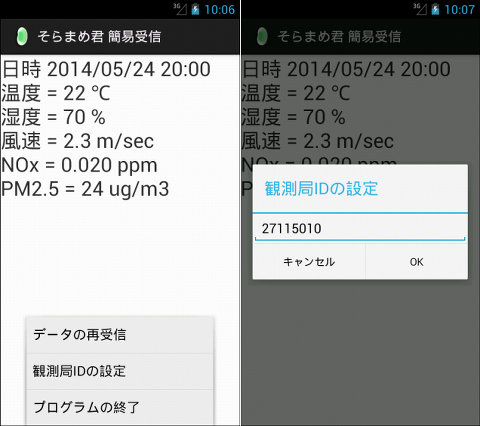 3G 10:06
そらまめ君 簡易受信
日時 2014/05/24 20:00
温度 = 22 ℃
湿度 = 70 %
風速 = 2.3 m/sec
NOx = 0.020 ppm
PM2.5 = 24 ug/m3
データの再受信
観測局IDの設定
プログラムの終了
3G 10:07
そらまめ君 簡易受信
日時 2014/05/24 20:00
温度 = 22 ℃
湿度 = 70 %
風速 = 2.3 m/sec
NOx = 0.020 ppm
P
観測局IDの設定
27115010
キャンセル OK